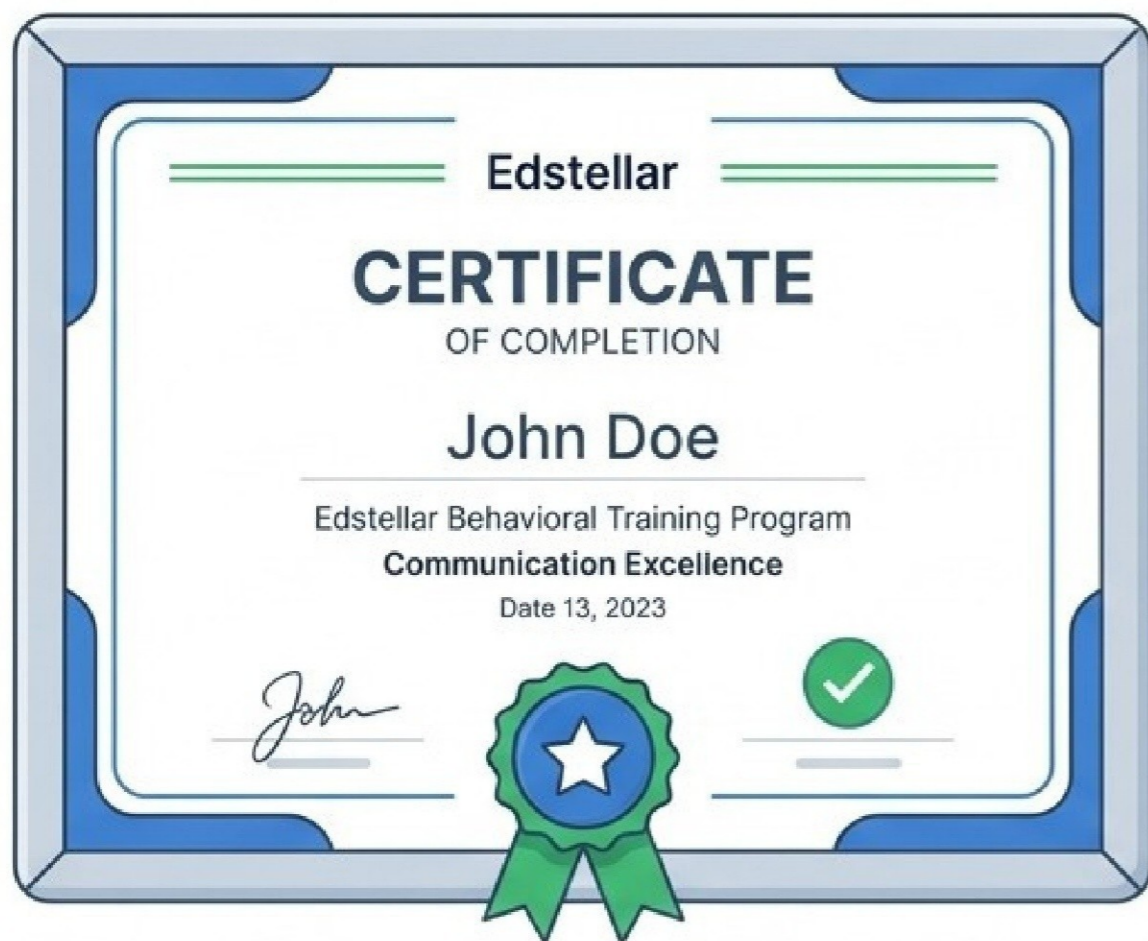 Edstellar
CERTIFICATE
OF COMPLETION
John Doe
Edstellar Behavioral Training Program
Communication Excellence
Date 13, 2023
John